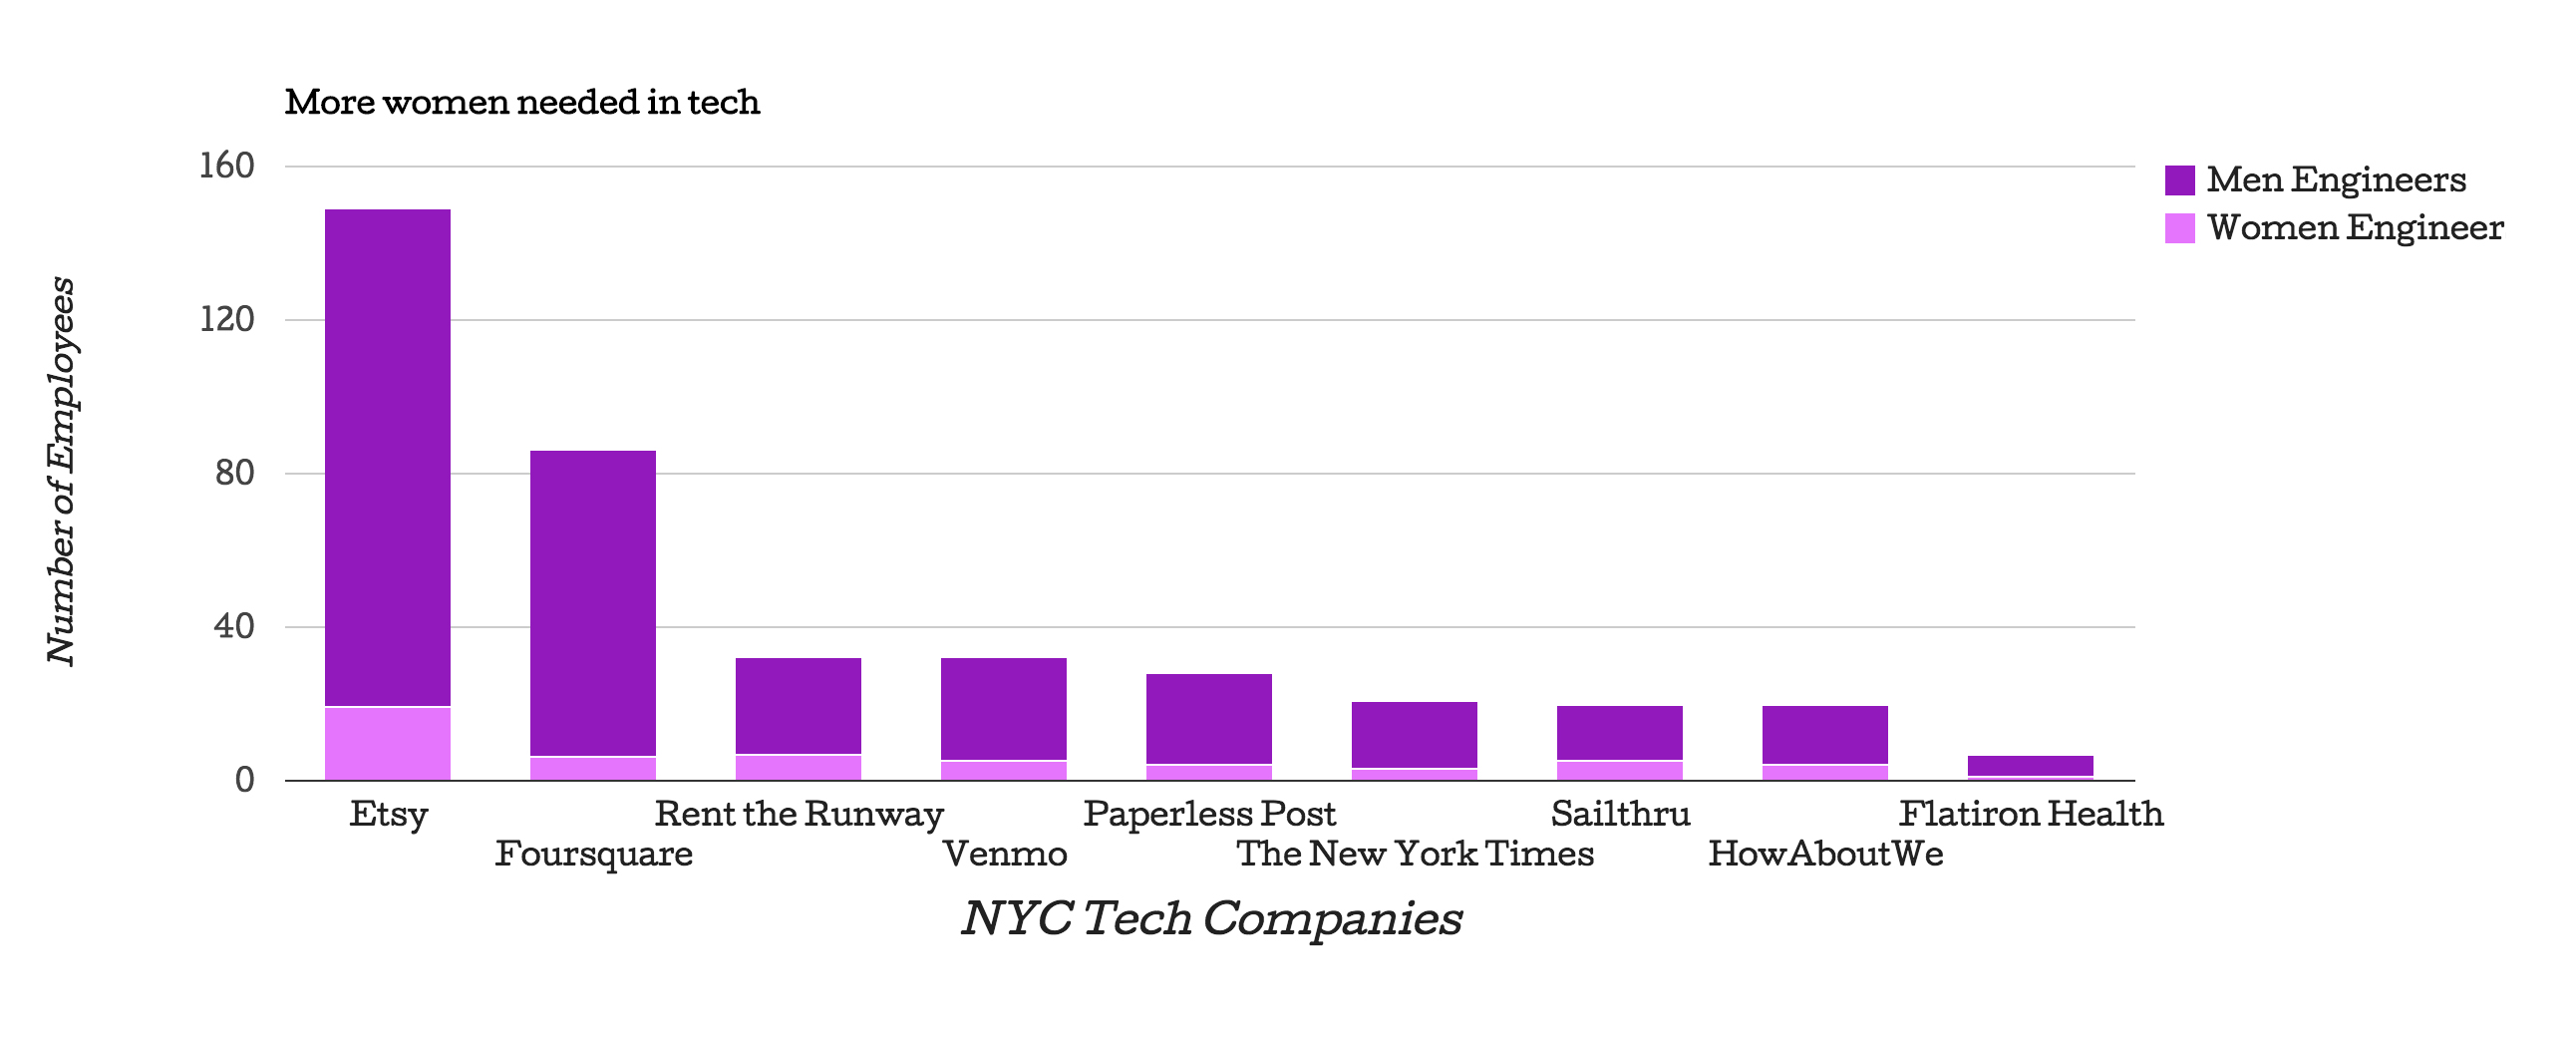 More women needed in tech
160
120
80
40
0
Number of Employees
Men Engineers
Women Engineer
Etsy
Foursquare
Rent the Runway
Venmo
Paperless Post
The New York Times
Sailthru
HowAboutWe
Flatiron Health
NYC Tech Companies